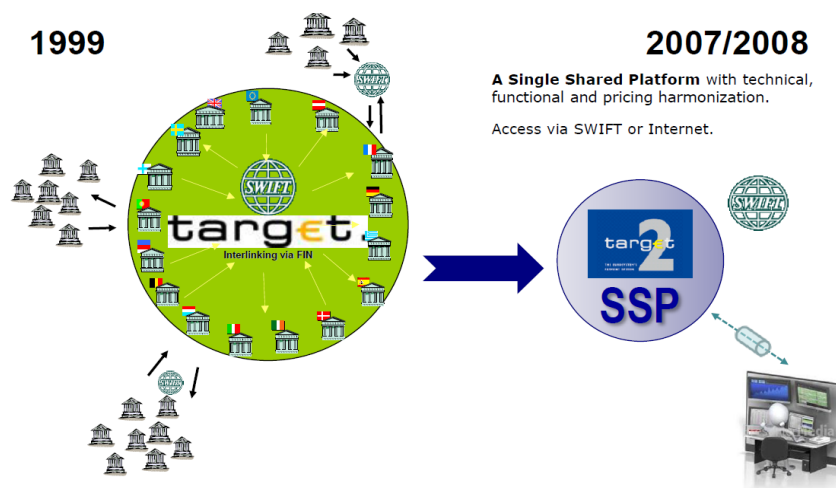 1999
2007/2008
A Single Shared Platform with technical,
functional and pricing harmonization.
Access via SWIFT or Internet.
SWIFT
SWIFT
SWIFT
target
Interlinking via FIN
target
2
SSP
SWIFT